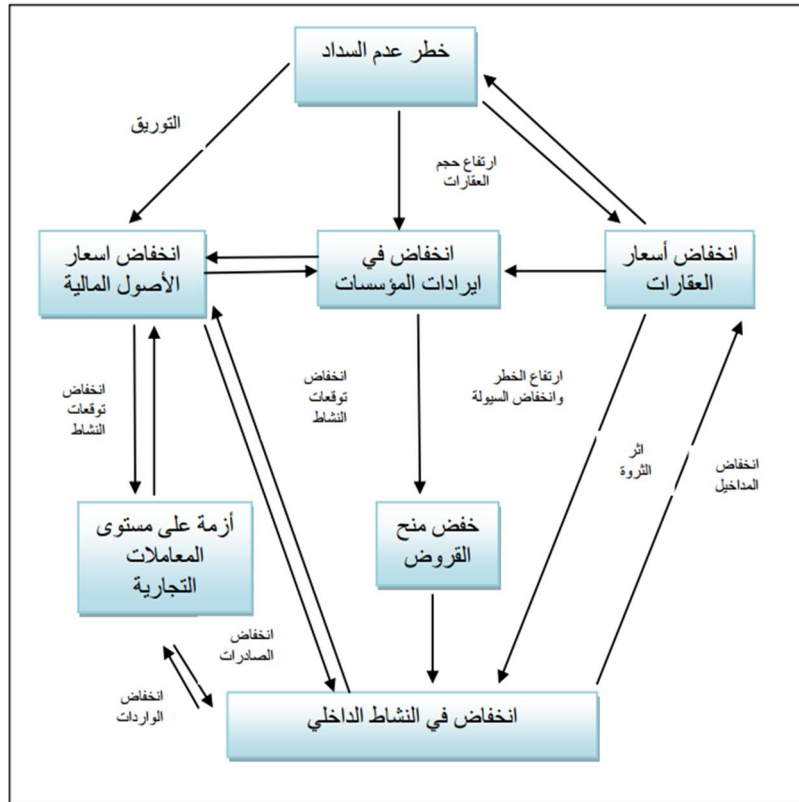 خطر عدم السداد
التوريق
ارتفاع حجم
العقارات
انخفاض أسعار
العقارات
انخفاض في
ايرادات المؤسسات
انخفاض اسعار
الأصول المالية
ارتفاع الخطر
وانخفاض السيولة
انخفاض
توقعات
النشاط
انخفاض
توقعات
النشاط
اثر
الثروة
انخفاض
المداخيل
خفض منح
القروض
أزمة على مستوى
المعاملات
التجارية
انخفاض
الصادرات
انخفاض
الواردات
انخفاض في النشاط الداخلي